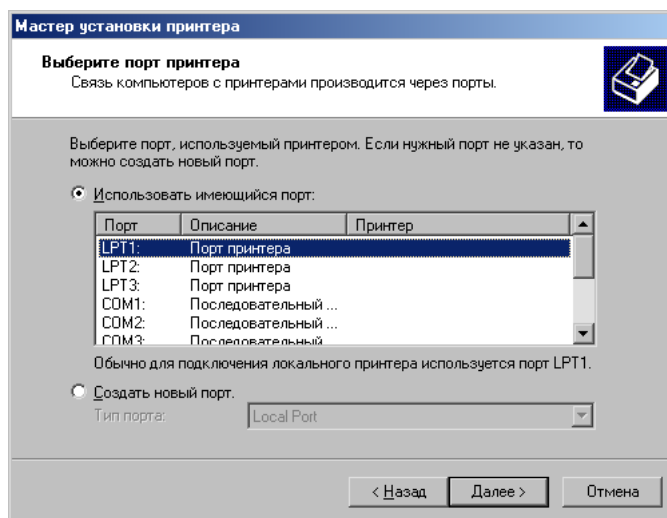 Мастер установки принтера
Выберите порт принтера
Связь компьютеров с принтерами производится через порты.
Выберите порт, используемый принтером. Если нужный порт не указан, то
можно создать новый порт.
Использовать имеющийся порт:
Порт Описание Принтер
LPT1: Порт принтера
LPT2: Порт принтера
LPT3: Порт принтера
COM1: Последовательный ...
COM2: Последовательный ...
COM3: Последовательный
Обычно для подключения локального принтера используется порт LPT1.
Создать новый порт.
Тип порта: Local Port
< Назад Далее > Отмена